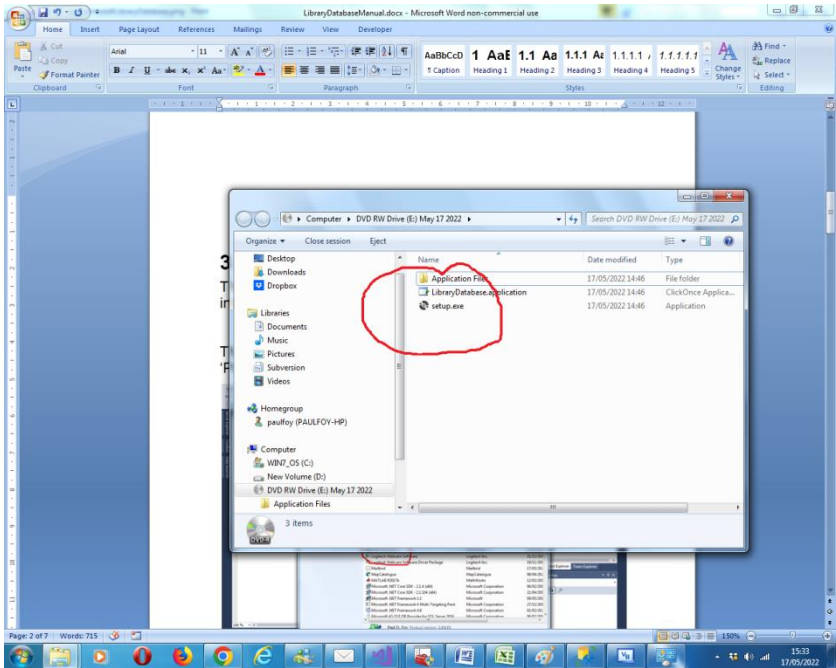 LibraryDatabaseManual.docx - Microsoft Word non-commercial use
Home Insert Page Layout References Mailings Review View Developer
Cut
Copy
Format Painter
Paste
Clipboard
Arial 11
Font
Paragraph
AaBbCcD 1 AaE 1.1 Aa 1.1.1 Aa 1.1.1.1 1.1.1.1.1
¶ Caption Heading 1 Heading 2 Heading 3 Heading 4 Heading 5
Change Styles
Styles
Find
Replace
Select
Editing
Computer DVD RW Drive (E:) May 17 2022
Search DVD RW Drive (E:) May 17 2022
Organize Close session Eject
Name Date modified Type
Application Files 17/05/2022 14:46 File folder
LibraryDatabase.application 17/05/2022 14:46 ClickOnce Applica...
setup.exe 17/05/2022 14:46 Application
Desktop
Downloads
Dropbox
Libraries
Documents
Music
Pictures
Subversion
Videos
Homegroup
paulfoy (PAULFOY-HP)
Computer
WIN7_OS (C:)
New Volume (D:)
DVD RW Drive (E:) May 17 2022
Application Files
3 items
Page: 2 of 7 Words: 715
150%
15:33
17/05/2022